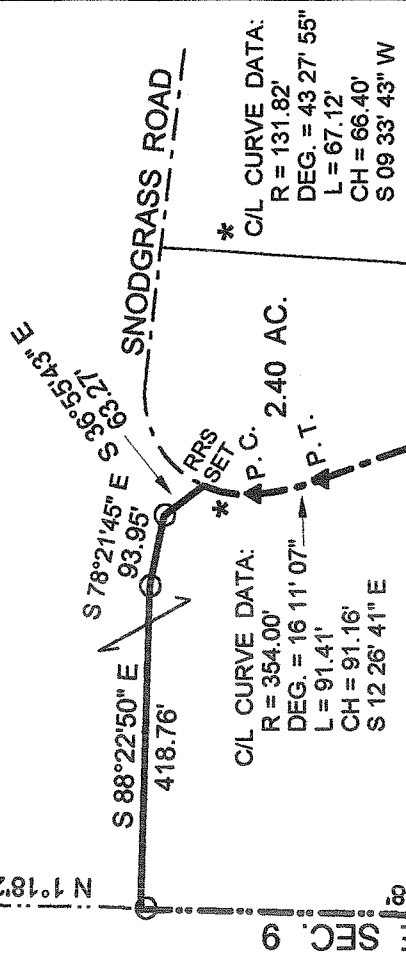 SNODGRASS ROAD
S 36°55'43" E
63.27'
S 78°21'45" E
93.95'
S 88°22'50" E
418.76'
RRS
SET
*
P. C.
2.40 AC.
P. T.
*
C/L CURVE DATA:
R = 131.82'
DEG. = 43 27' 55"
L = 67.12'
CH = 66.40'
S 09 33' 43" W
C/L CURVE DATA:
R = 354.00'
DEG. = 16 11' 07"
L = 91.41'
CH = 91.16'
S 12 26' 41" E
N 1°18'2
E SEC. 9